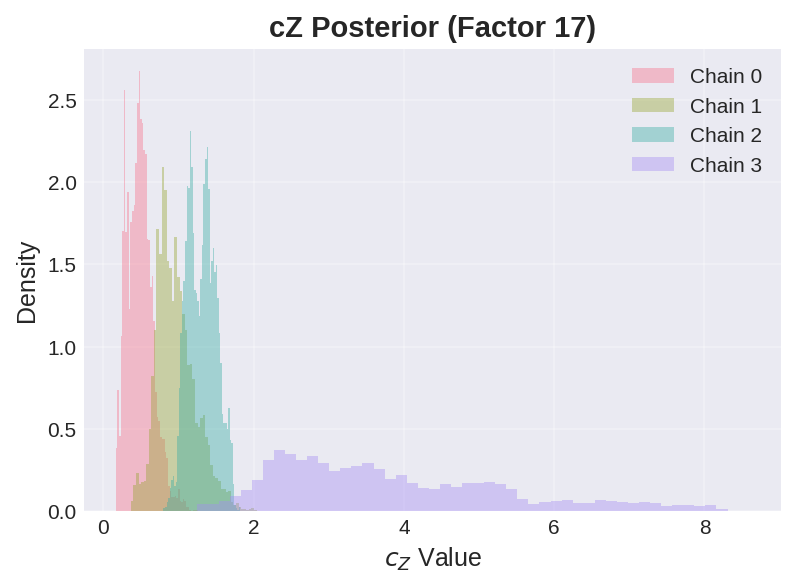 cZ Posterior (Factor 17)
Chain 0
Chain 1
Chain 2
Chain 3
Density
2.5
2.0
1.5
1.0
0.5
0.0
0 2 4 6 8
c_Z Value